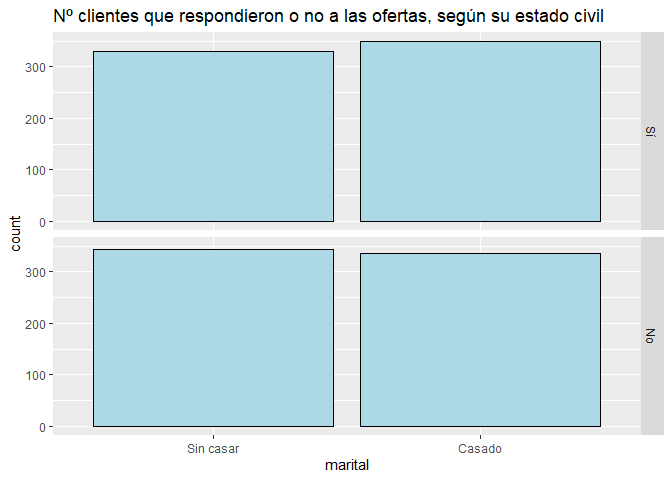 Nº clientes que respondieron o no a las ofertas, según su estado civil
300
200
100
0
Sí
count
300
200
100
0
No
Sin casar
Casado
marital